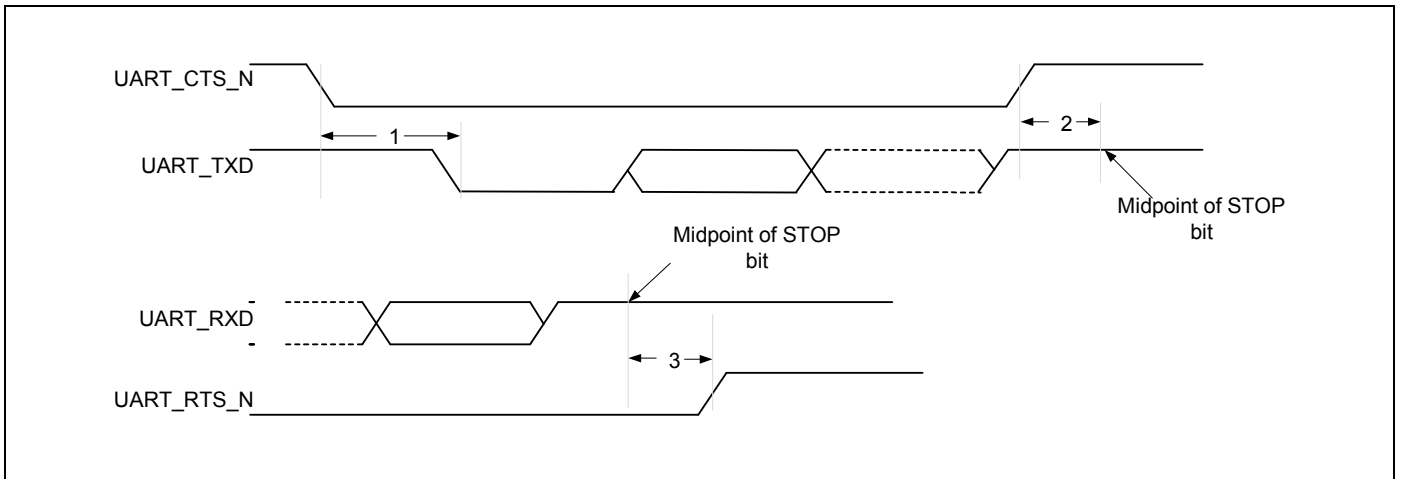 UART_CTS_N
1
2
UART_TXD
Midpoint of STOP
bit
Midpoint of STOP
bit
UART_RXD
3
UART_RTS_N